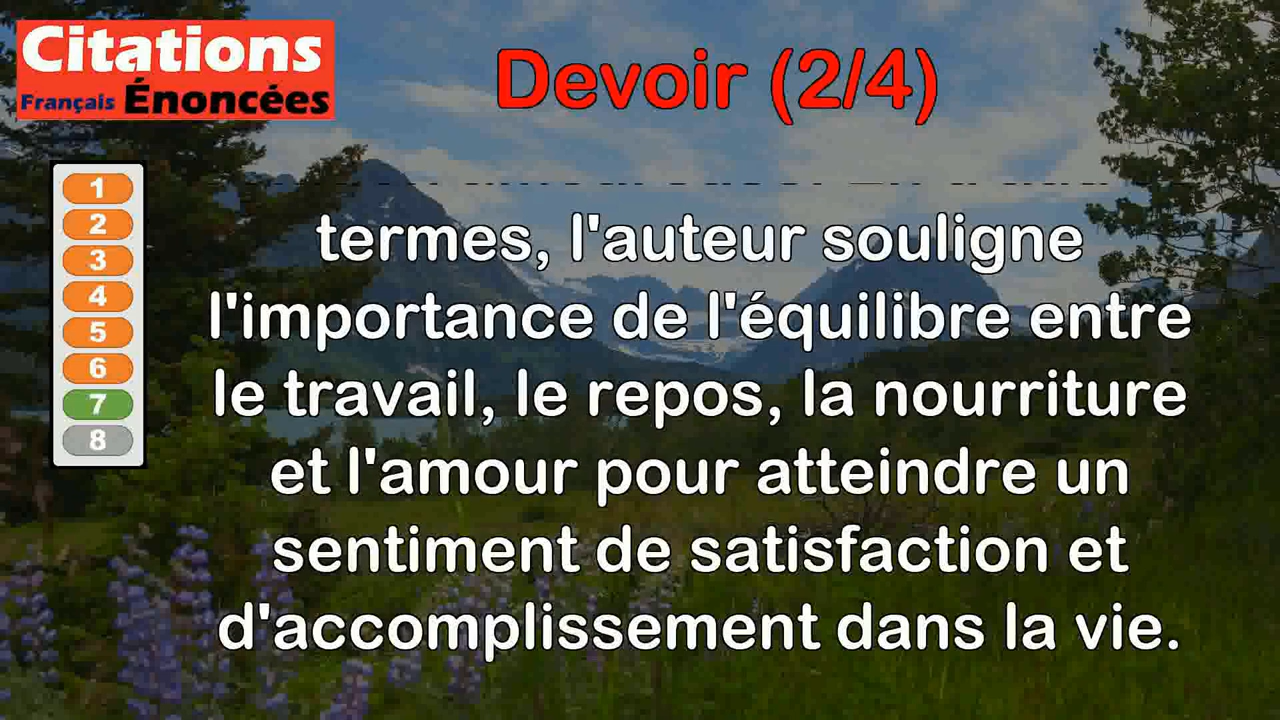 Citations
Français Énoncées
Devoir (2/4)
1
2
3
4
5
6
7
8
termes, l'auteur souligne
l'importance de l'équilibre entre
le travail, le repos, la nourriture
et l'amour pour atteindre un
sentiment de satisfaction et
d'accomplissement dans la vie.